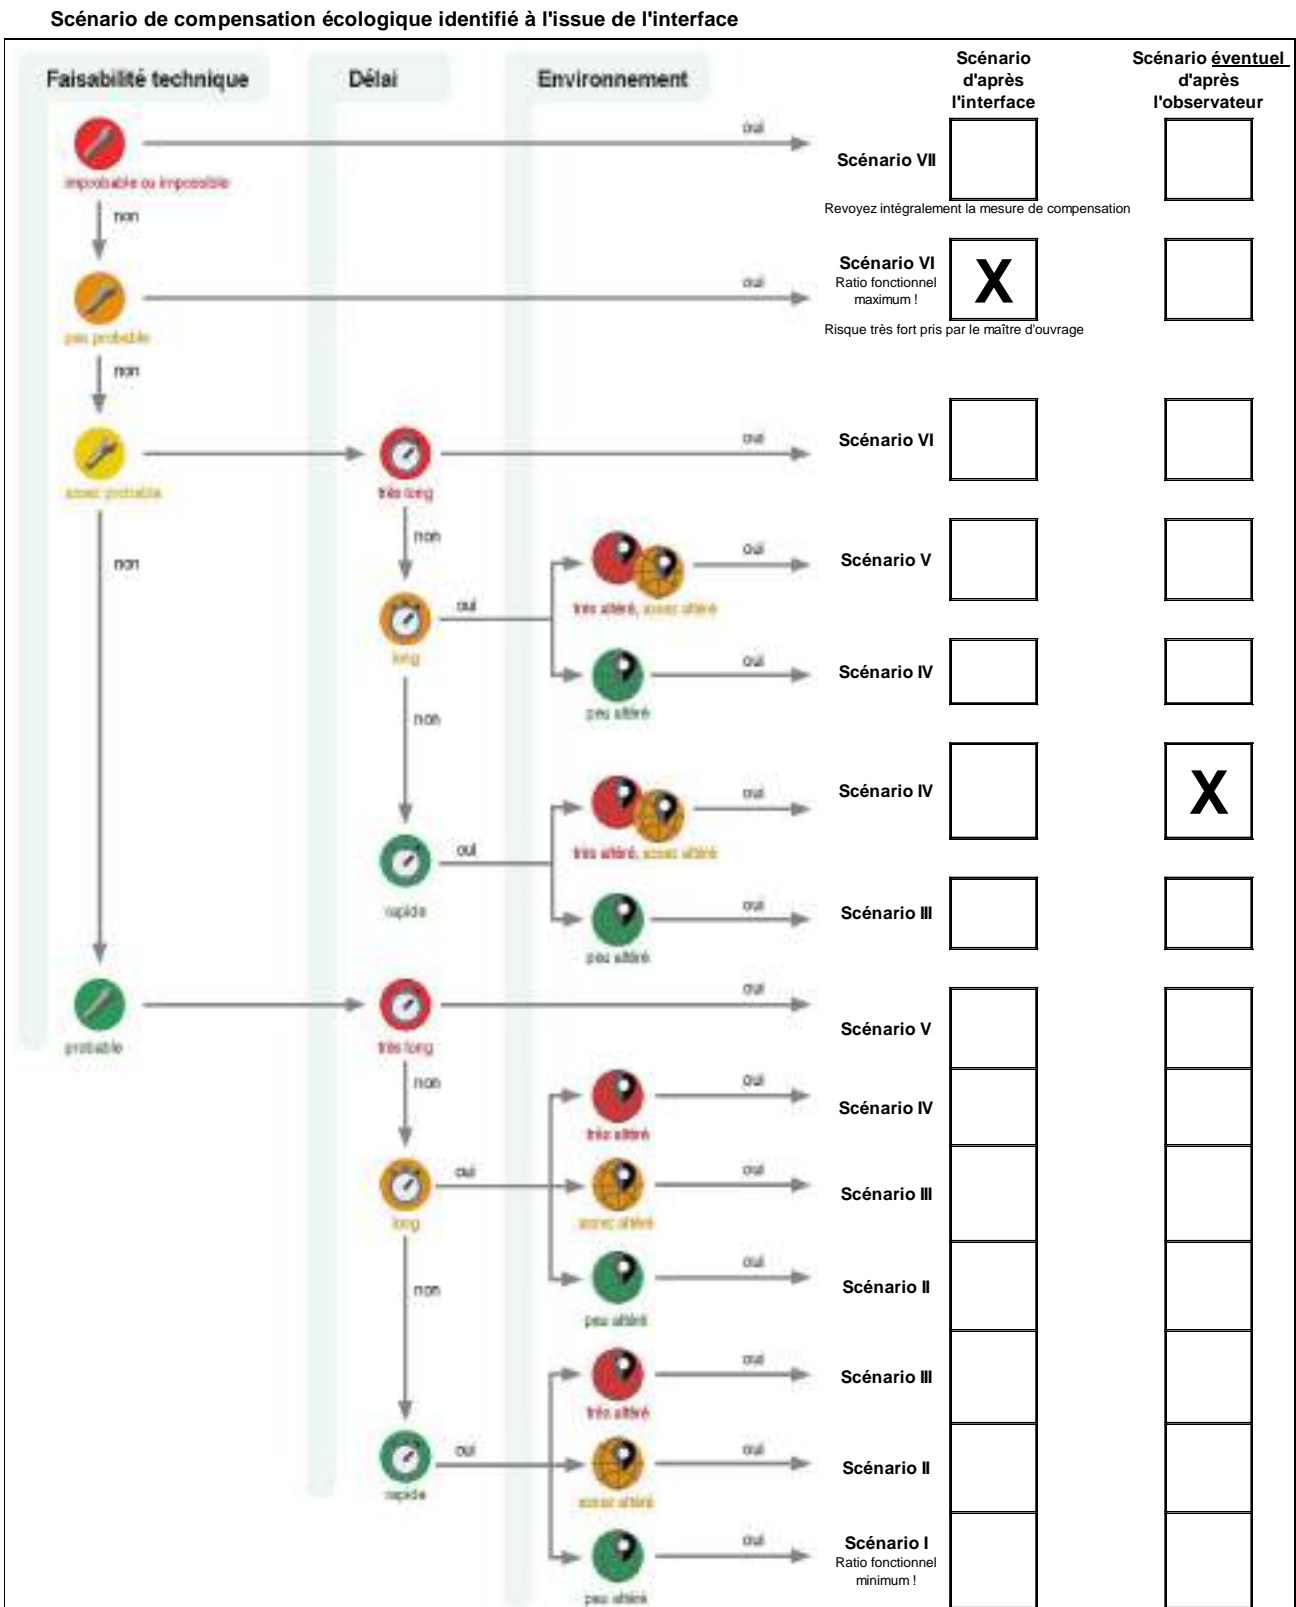 Scénario de compensation écologique identifié à l'issue de l'interface
Faisabilité technique
Délai
Environnement
Scénario
d'après
l'interface
Scénario éventuel
d'après
l'observateur
improbable ou impossible
oui
Scénario VII
Revoyez intégralement la mesure de compensation
non
pas probable
oui
Scénario VI
Ratio fonctionnel
maximum !
X
Risque très fort pris par le maître d'ouvrage
non
assez probable
très long
oui
Scénario VI
non
non
long
oui
très altéré, assez altéré
oui
Scénario V
peu altéré
oui
Scénario IV
non
rapide
oui
très altéré, assez altéré
oui
Scénario IV
X
peu altéré
oui
Scénario III
probable
très long
oui
Scénario V
non
long
oui
très altéré
oui
Scénario IV
assez altéré
oui
Scénario III
peu altéré
oui
Scénario II
non
rapide
oui
très altéré
oui
Scénario III
assez altéré
oui
Scénario II
peu altéré
oui
Scénario I
Ratio fonctionnel
minimum !